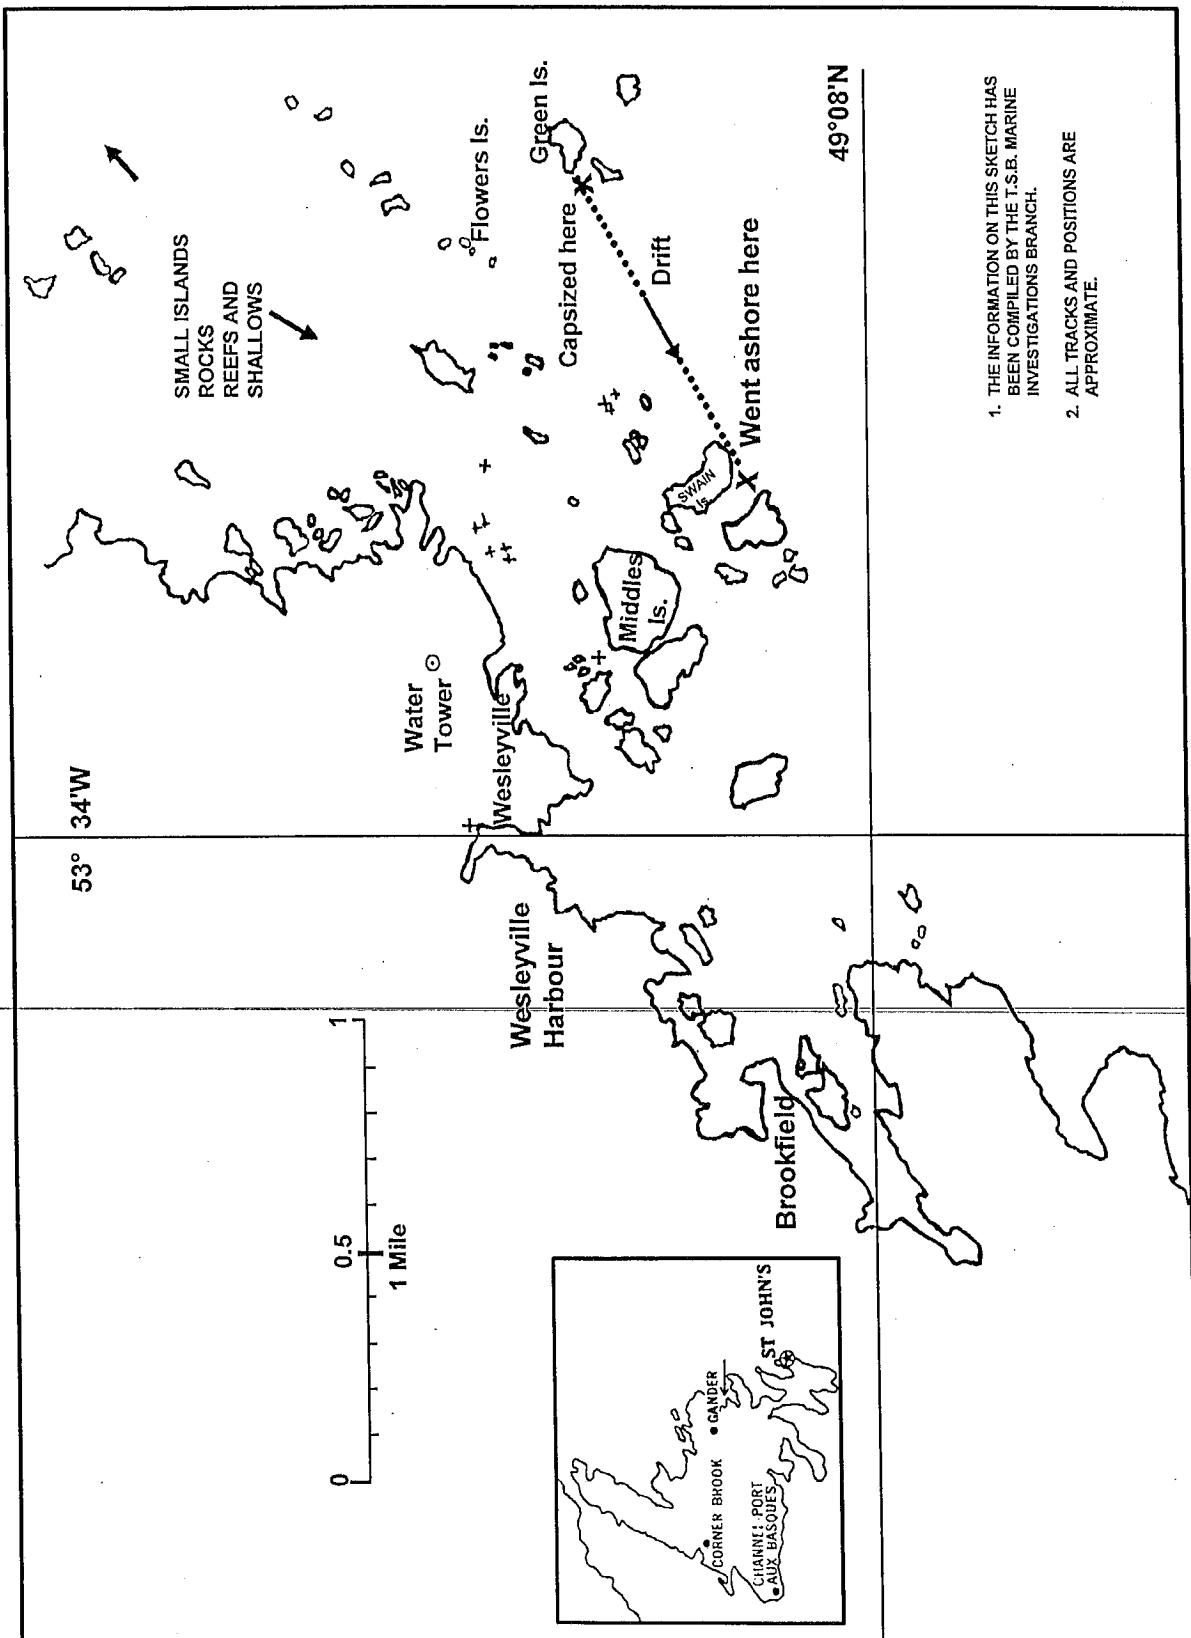 53° 34'W
SMALL ISLANDS
ROCKS
REEFS AND
SHALLOWS
Water
Tower
Wesleyville
Flowers Is.
Green Is.
Capsized here
Drift
Went ashore here
SWAIN
Is.
Middles
Is.
49°08'N
Wesleyville
Harbour
Brookfield
0 0.5 1
1 Mile
CORNER BROOK
GANDER
CHANNEL-PORT
AUX BASQUES
ST JOHN'S
1. THE INFORMATION ON THIS SKETCH HAS
BEEN COMPILED BY THE T.S.B. MARINE
INVESTIGATIONS BRANCH.
2. ALL TRACKS AND POSITIONS ARE
APPROXIMATE.